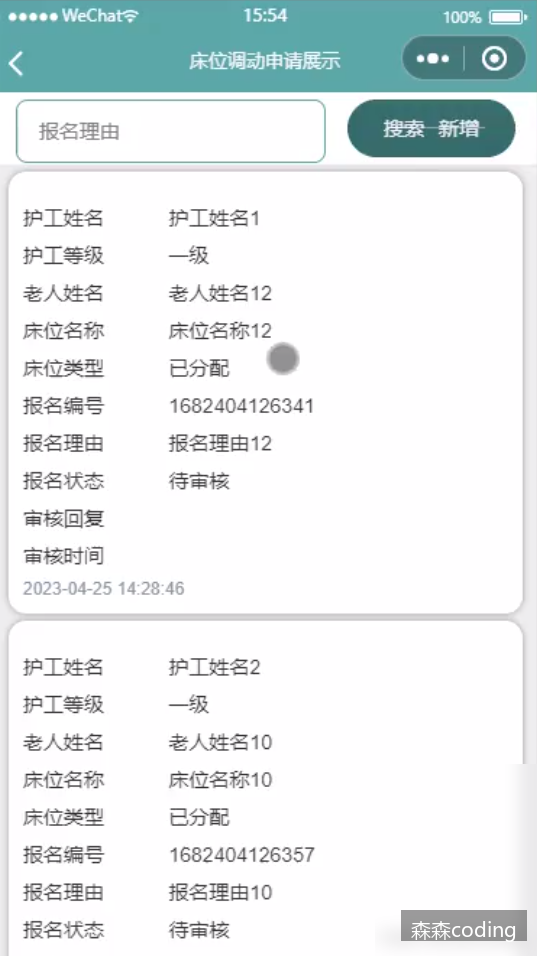 WeChat 15:54 100%
床位调动申请展示
报名理由 搜索 新增
护工姓名 护工姓名1
护工等级 一级
老人姓名 老人姓名12
床位名称 床位名称12
床位类型 已分配
报名编号 1682404126341
报名理由 报名理由12
报名状态 待审核
审核回复
审核时间
2023-04-25 14:28:46
护工姓名 护工姓名2
护工等级 一级
老人姓名 老人姓名10
床位名称 床位名称10
床位类型 已分配
报名编号 1682404126357
报名理由 报名理由10
报名状态 待审核
森森coding